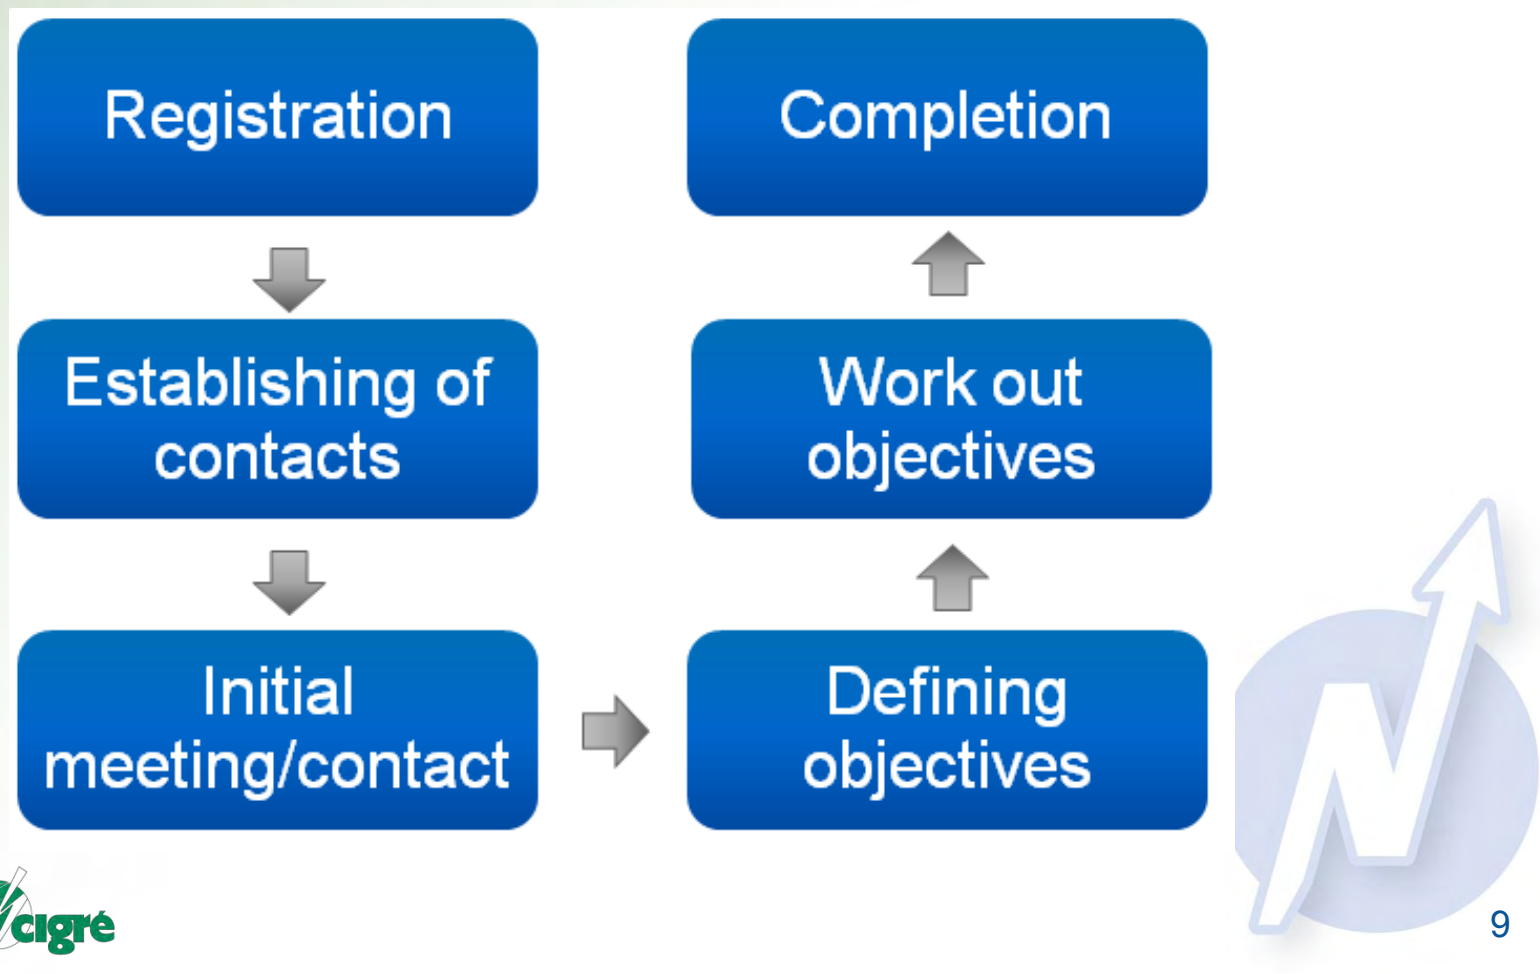 Registration
Establishing of
contacts
Initial
meeting/contact
Defining
objectives
Work out
objectives
Completion
cigré
9